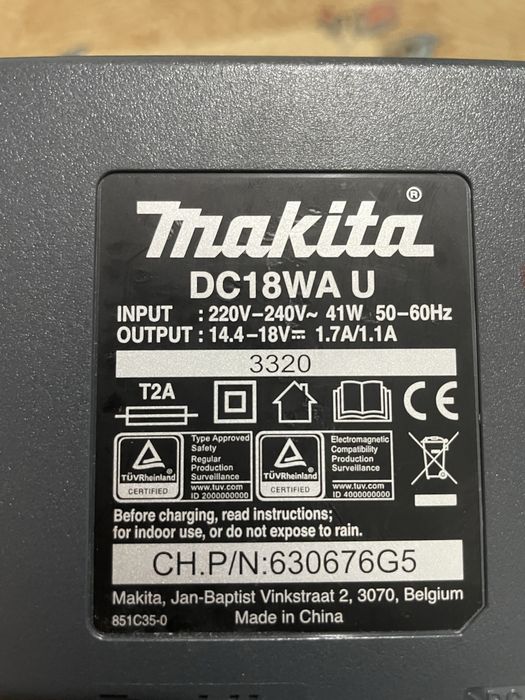 makita®
DC18WA U
INPUT : 220V–240V~ 41W 50–60Hz
OUTPUT : 14.4–18V⎓ 1.7A/1.1A
3320
T2A
CE
TÜVRheinland
CERTIFIED
Type Approved
Safety
Regular
Production
Surveillance
www.tuv.com
ID 2000000000
TÜVRheinland
CERTIFIED
Electromagnetic
Compatibility
Production
Surveillance
www.tuv.com
ID 4000000000
Before charging, read instructions;
for indoor use, or do not expose to rain.
CH.P/N:630676G5
Makita, Jan-Baptist Vinkstraat 2, 3070, Belgium
851C35-0 Made in China